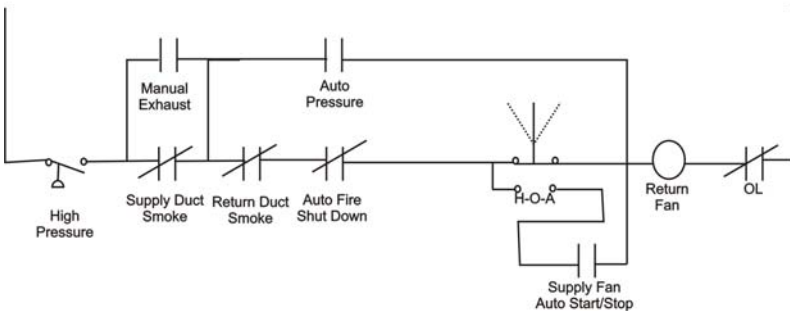 Manual
Exhaust
Auto
Pressure
High
Pressure
Supply Duct
Smoke
Return Duct
Smoke
Auto Fire
Shut Down
H-O-A
Return
Fan
OL
Supply Fan
Auto Start/Stop